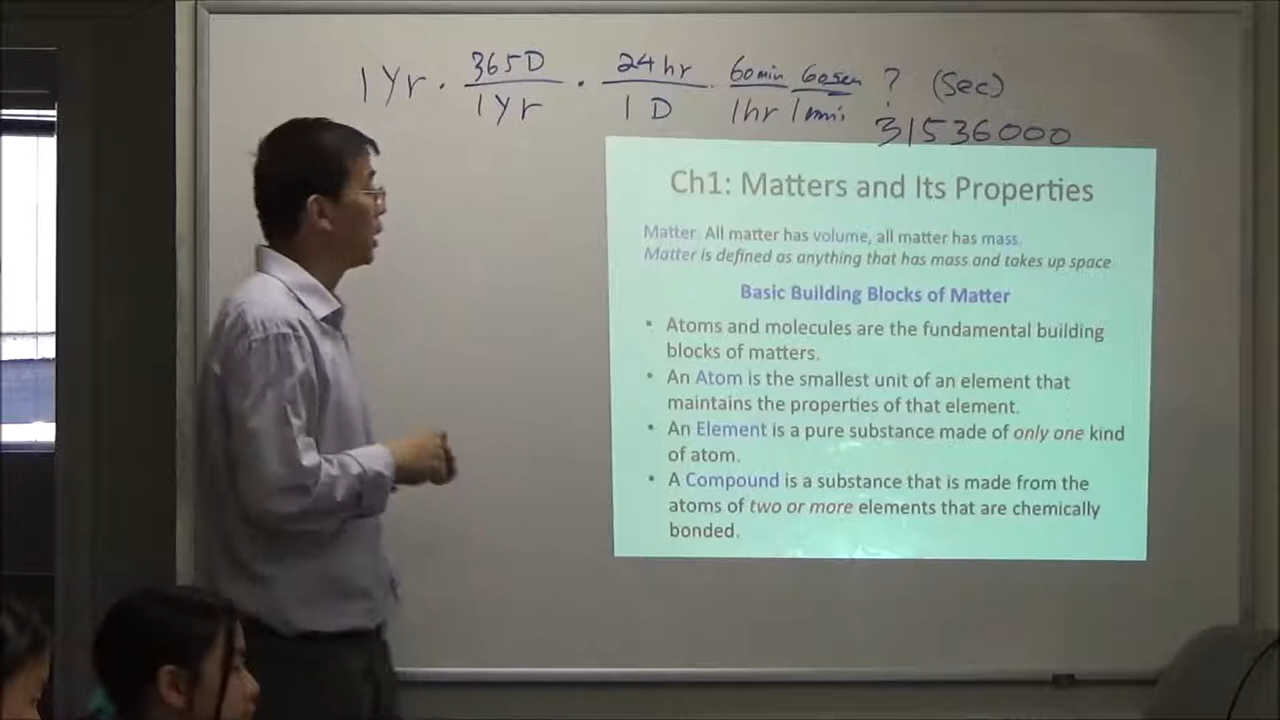 1 Yr · 365D / 1 Yr · 24 hr / 1 D · 60 min / 1 hr 60 sec / 1 min ? (Sec)
31536000
Ch1: Matters and Its Properties
Matter: All matter has volume, all matter has mass.
Matter is defined as anything that has mass and takes up space
Basic Building Blocks of Matter
• Atoms and molecules are the fundamental building
blocks of matters.
• An Atom is the smallest unit of an element that
maintains the properties of that element.
• An Element is a pure substance made of only one kind
of atom.
• A Compound is a substance that is made from the
atoms of two or more elements that are chemically
bonded.